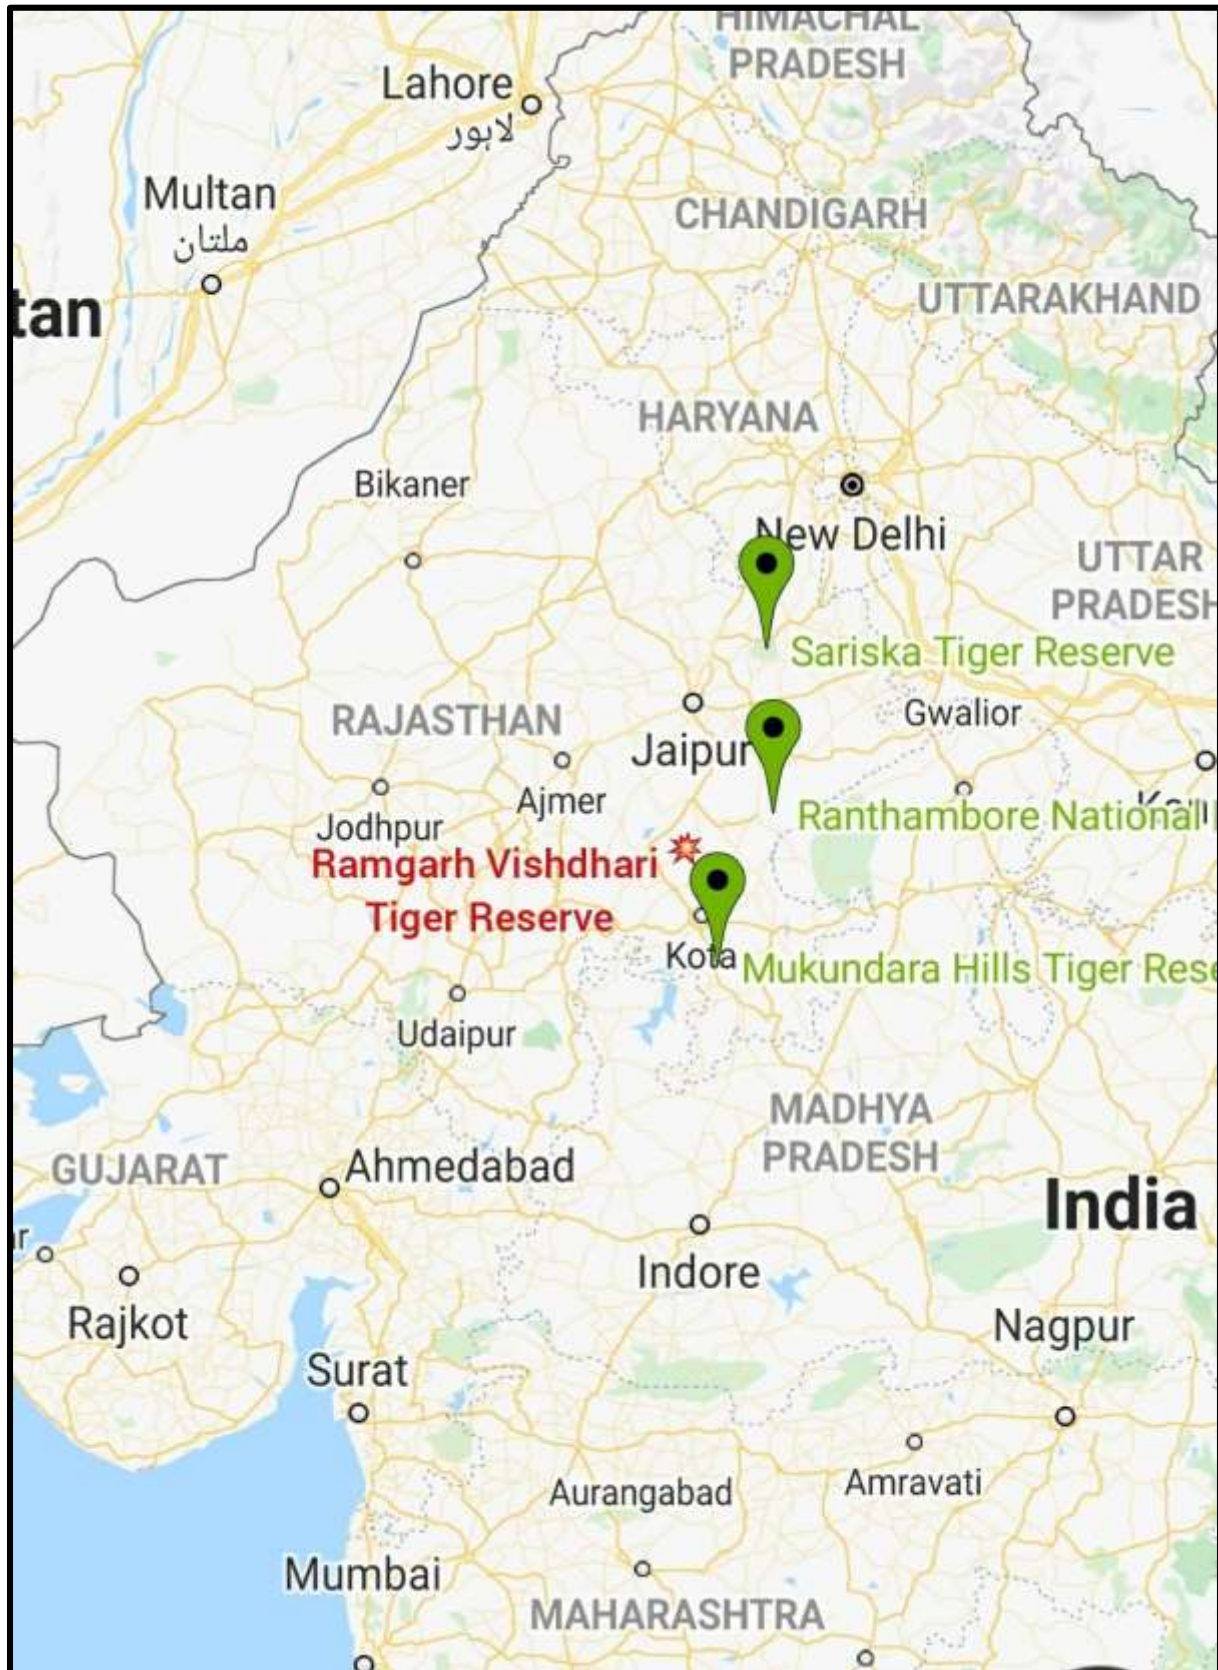 HIMACHAL
PRADESH
Lahore
لاہور
Multan
ملتان
CHANDIGARH
UTTARAKHAND
tan
HARYANA
Bikaner
New Delhi
UTTAR
PRADESH
Sariska Tiger Reserve
RAJASTHAN
Gwalior
Jaipur
Ajmer
Jodhpur
Ranthambore National
Ramgarh Vishdhari
Tiger Reserve
Kota
Mukundara Hills Tiger Rese
Udaipur
MADHYA
PRADESH
GUJARAT
Ahmedabad
India
Indore
Rajkot
Nagpur
Surat
Amravati
Aurangabad
Mumbai
MAHARASHTRA